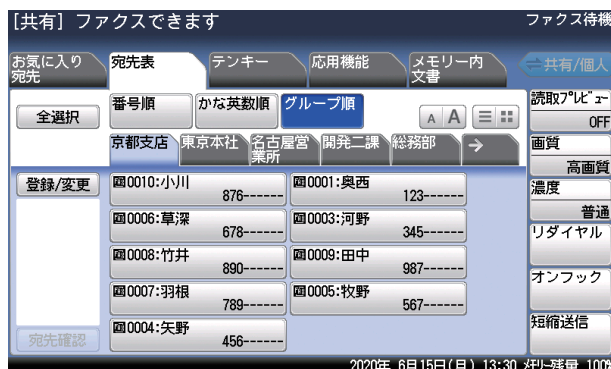 [共有] ファクスできます
ファクス待機
お気に入り
宛先
宛先表
テンキー
応用機能
メモリー内
文書
共有/個人
全選択
番号順
かな英数順
グループ順
A A
読取プレビュー
OFF
京都支店
東京本社
名古屋営
業所
開発二課
総務部
→
画質
高画質
登録/変更
0010:小川
876------
0001:奥西
123------
濃度
普通
0006:草深
678------
0003:河野
345------
リダイヤル
0008:竹井
890------
0009:田中
987------
オンフック
0007:羽根
789------
0005:牧野
567------
短縮送信
0004:矢野
456------
宛先確認
2020年 6月15日(月) 13:30 メモリー残量 100%